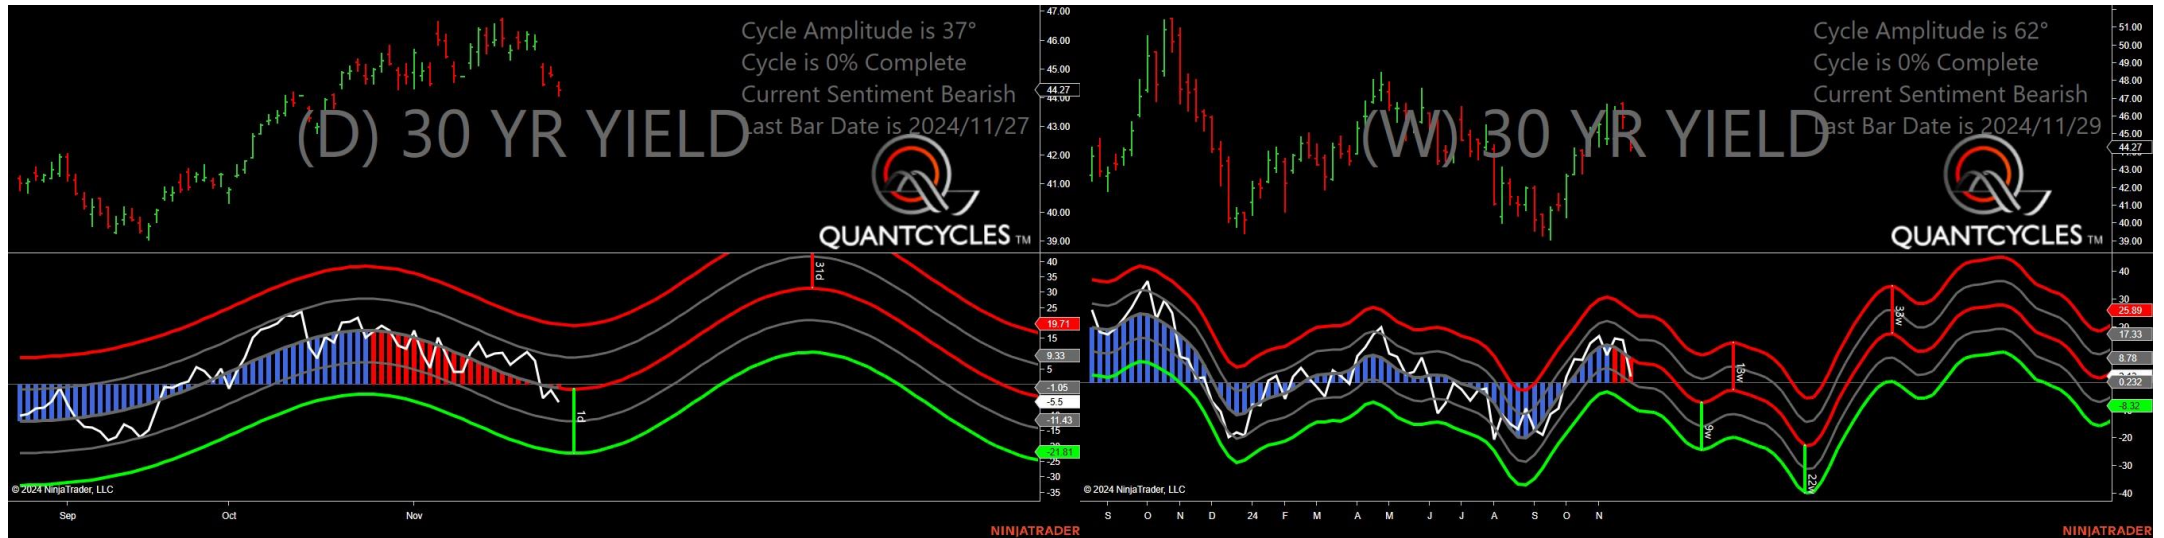 Cycle Amplitude is 37°
Cycle is 0% Complete
Current Sentiment Bearish
Last Bar Date is 2024/11/27
(D) 30 YR YIELD
QUANTCYCLES TM
47.00
46.00
45.00
44.27
44.00
43.00
42.00
41.00
40.00
39.00
31d
1d
40
35
30
25
19.71
15
9.33
5
-1.05
-5.5
-11.43
-15
-21.81
-25
-30
-35
© 2024 NinjaTrader, LLC
Sep Oct Nov
NINJATRADER
Cycle Amplitude is 62°
Cycle is 0% Complete
Current Sentiment Bearish
Last Bar Date is 2024/11/29
(W) 30 YR YIELD
QUANTCYCLES TM
51.00
50.00
49.00
48.00
47.00
46.00
45.00
44.27
43.00
42.00
41.00
40.00
39.00
13w
9w
22w
40
30
25.89
17.33
8.78
0.232
-8.32
-20
-30
-40
© 2024 NinjaTrader, LLC
S O N D 24 F M A M J J A S O N
NINJATRADER